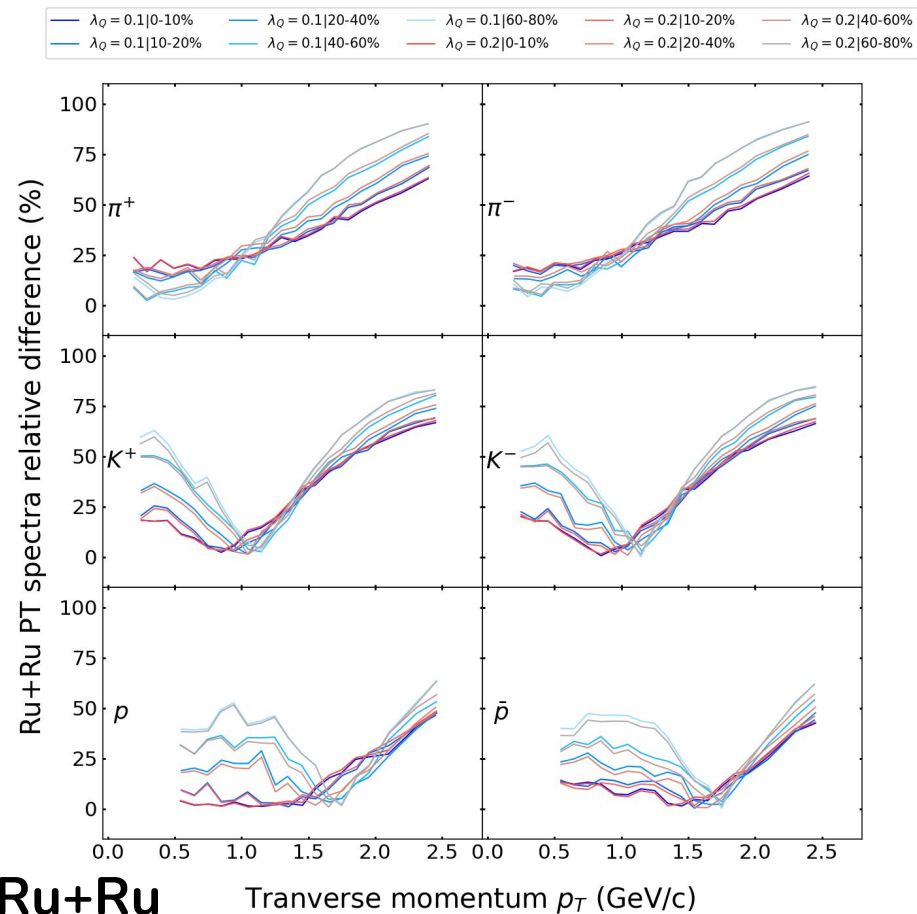 λ_Q = 0.1|0-10% λ_Q = 0.1|20-40% λ_Q = 0.1|60-80% λ_Q = 0.2|10-20% λ_Q = 0.2|40-60%
λ_Q = 0.1|10-20% λ_Q = 0.1|40-60% λ_Q = 0.2|0-10% λ_Q = 0.2|20-40% λ_Q = 0.2|60-80%
Ru+Ru PT spectra relative difference (%)
100
75
50
25
0
π⁺
π⁻
100
75
50
25
0
K⁺
K⁻
100
75
50
25
0
p
p̄
0.0 0.5 1.0 1.5 2.0 2.5 0.0 0.5 1.0 1.5 2.0 2.5
Ru+Ru
Tranverse momentum p_T (GeV/c)